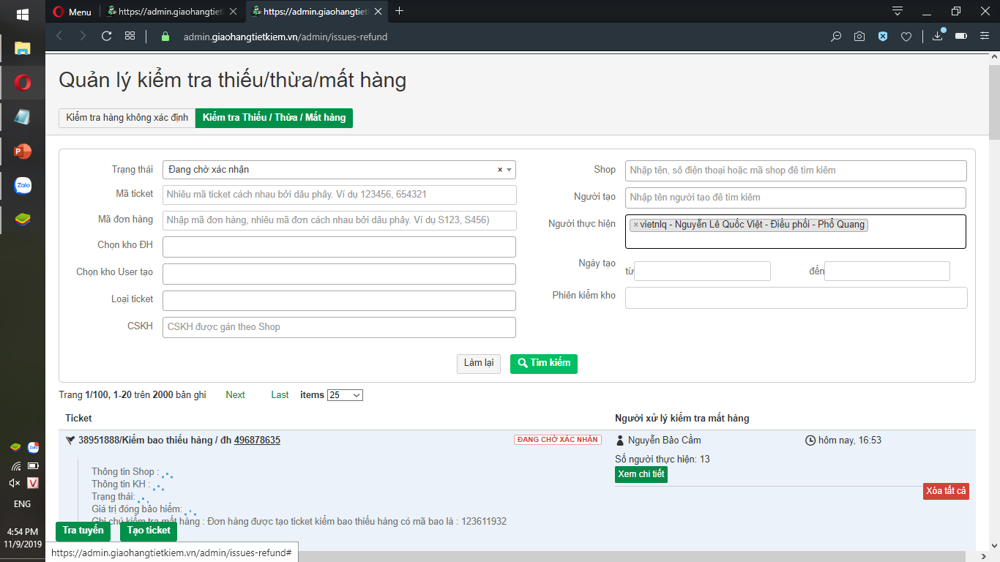 Menu
https://admin.giaohangtiet
https://admin.giaohangtiet
admin.giaohangtietkiem.vn/admin/issues-refund
Quản lý kiểm tra thiếu/thừa/mất hàng
Kiểm tra hàng không xác định
Kiểm tra Thiếu / Thừa / Mất hàng
Trạng thái
Đang chờ xác nhận
× 
Mã ticket
Nhiều mã ticket cách nhau bởi dấu phẩy. Ví dụ 123456, 654321
Mã đơn hàng
Nhập mã đơn hàng, nhiều mã đơn cách nhau bởi dấu phẩy. Ví dụ S123, S456)
Chọn kho ĐH
Chọn kho User tạo
Loại ticket
CSKH
CSKH được gán theo Shop
Shop
Nhập tên, số điện thoại hoặc mã shop để tìm kiếm
Người tạo
Nhập tên người tạo để tìm kiếm
Người thực hiện
×vietnlq - Nguyễn Lê Quốc Việt - Điều phối - Phổ Quang
Ngày tạo
từ
đến
Phiên kiểm kho
Làm lại
Tìm kiếm
Trang 1/100, 1-20 trên 2000 bản ghi
Next
Last
items 25
Ticket
Người xử lý kiểm tra mất hàng
38951888/Kiểm bao thiếu hàng / đh 496878635
ĐANG CHỜ XÁC NHẬN
Nguyễn Bảo Cầm
hôm nay, 16:53
Số người thực hiện: 13
Xem chi tiết
Xóa tất cả
Thông tin Shop :
Thông tin KH :
Trạng thái:
Giá trị đóng bảo hiểm:
Ghi chú kiểm tra mất hàng : Đơn hàng được tạo ticket kiểm bao thiếu hàng có mã bao là : 123611932
Tra tuyến
Tạo ticket
https://admin.giaohangtietkiem.vn/admin/issues-refund#
Zalo
Zalo
V
ENG
4:54 PM
11/9/2019